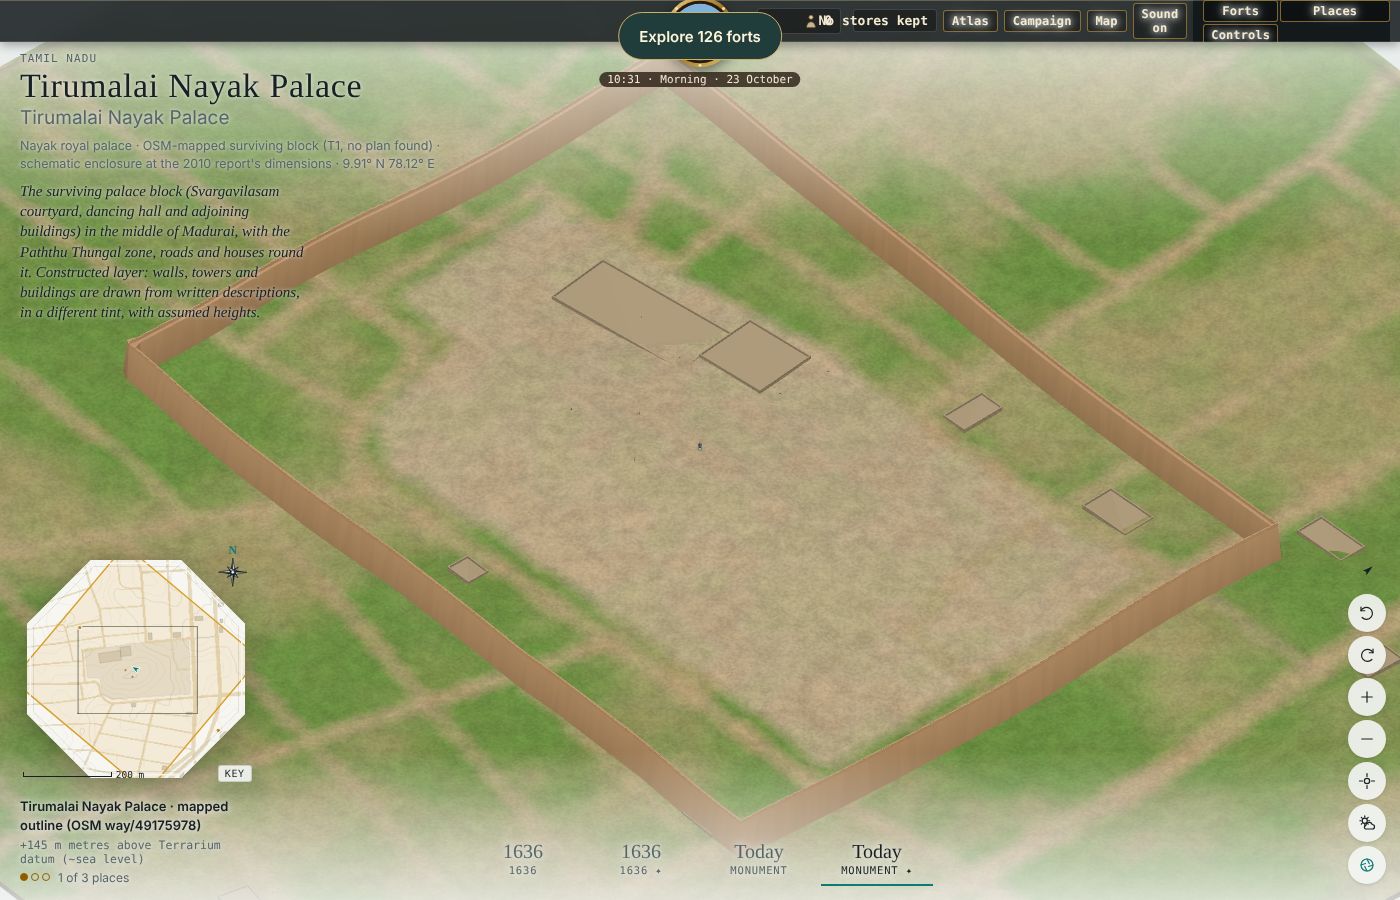 Explore 126 forts
stores kept
Atlas
Campaign
Map
Sound on
Forts
Places
Controls
10:31 · Morning · 23 October
TAMIL NADU
Tirumalai Nayak Palace
Tirumalai Nayak Palace
Nayak royal palace · OSM-mapped surviving block (T1, no plan found) ·
schematic enclosure at the 2010 report's dimensions · 9.91° N 78.12° E
The surviving palace block (Svargavilasam
courtyard, dancing hall and adjoining
buildings) in the middle of Madurai, with the
Paththu Thungal zone, roads and houses round
it. Constructed layer: walls, towers and
buildings are drawn from written descriptions,
in a different tint, with assumed heights.
N
200 m
KEY
Tirumalai Nayak Palace · mapped
outline (OSM way/49175978)
+145 m metres above Terrarium
datum (~sea level)
1 of 3 places
1636
1636
1636
1636 ✦
Today
MONUMENT
Today
MONUMENT ✦